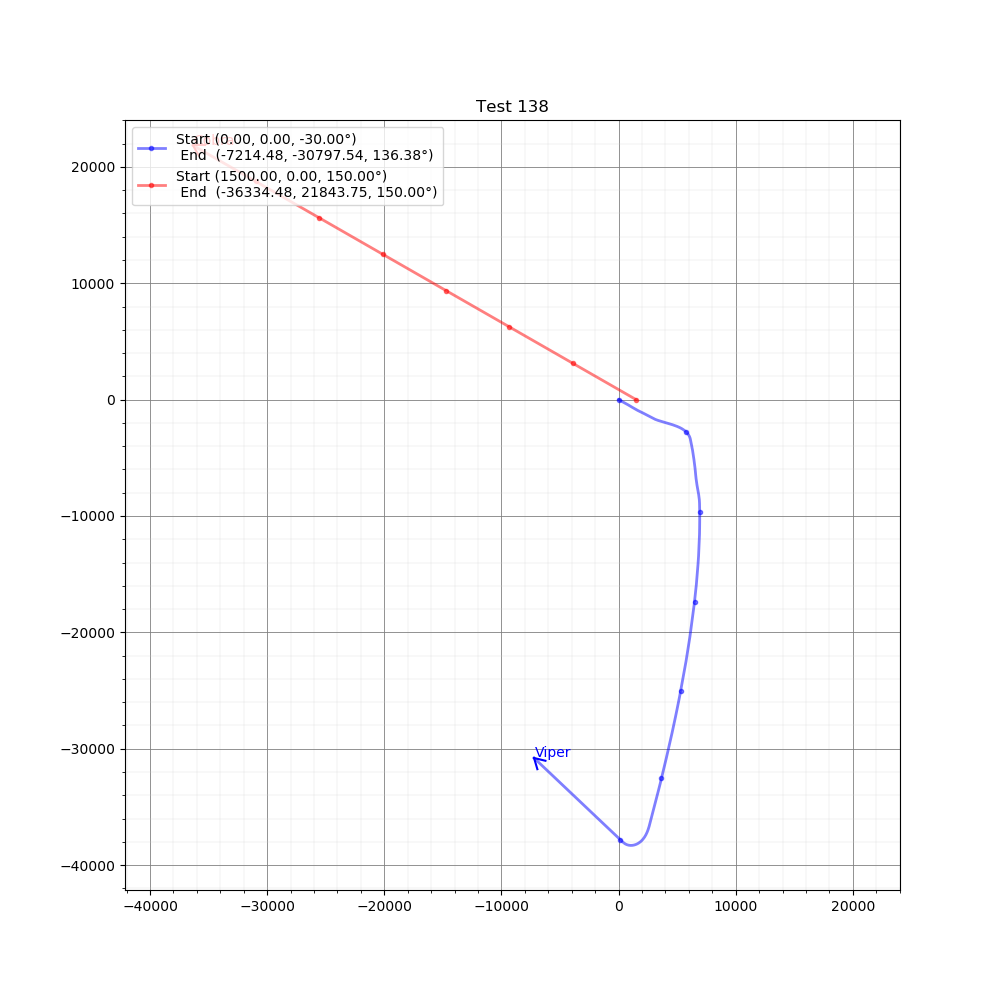 Test 138
Start (0.00, 0.00, -30.00°)
End (-7214.48, -30797.54, 136.38°)
Start (1500.00, 0.00, 150.00°)
End (-36334.48, 21843.75, 150.00°)
20000
10000
0
−10000
−20000
−30000
−40000
Viper
−40000 −30000 −20000 −10000 0 10000 20000